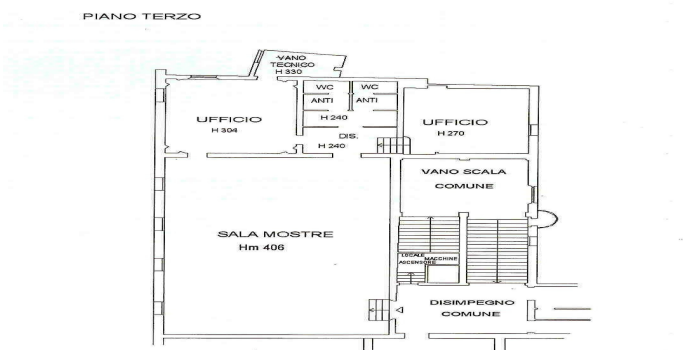 PIANO TERZO
VANO
TECNICO
H 330
WC
WC
ANTI
ANTI
UFFICIO
H 304
H 240
UFFICIO
H 270
DIS.
H 240
VANO SCALA
COMUNE
SALA MOSTRE
Hm 406
LOCALE
MACCHINE
ASCENSORE
DISIMPEGNO
COMUNE